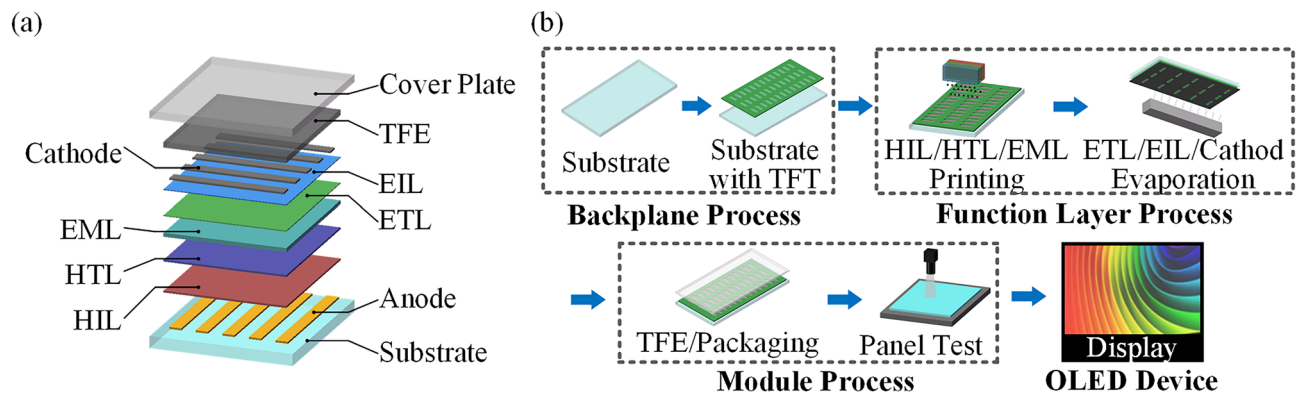 (a)
Cover Plate
TFE
Cathode
EIL
ETL
EML
HTL
HIL
Anode
Substrate
(b)
Substrate
Substrate
with TFT
Backplane Process
HIL/HTL/EML
Printing
ETL/EIL/Cathod
Evaporation
Function Layer Process
TFE/Packaging
Panel Test
Module Process
Display
OLED Device